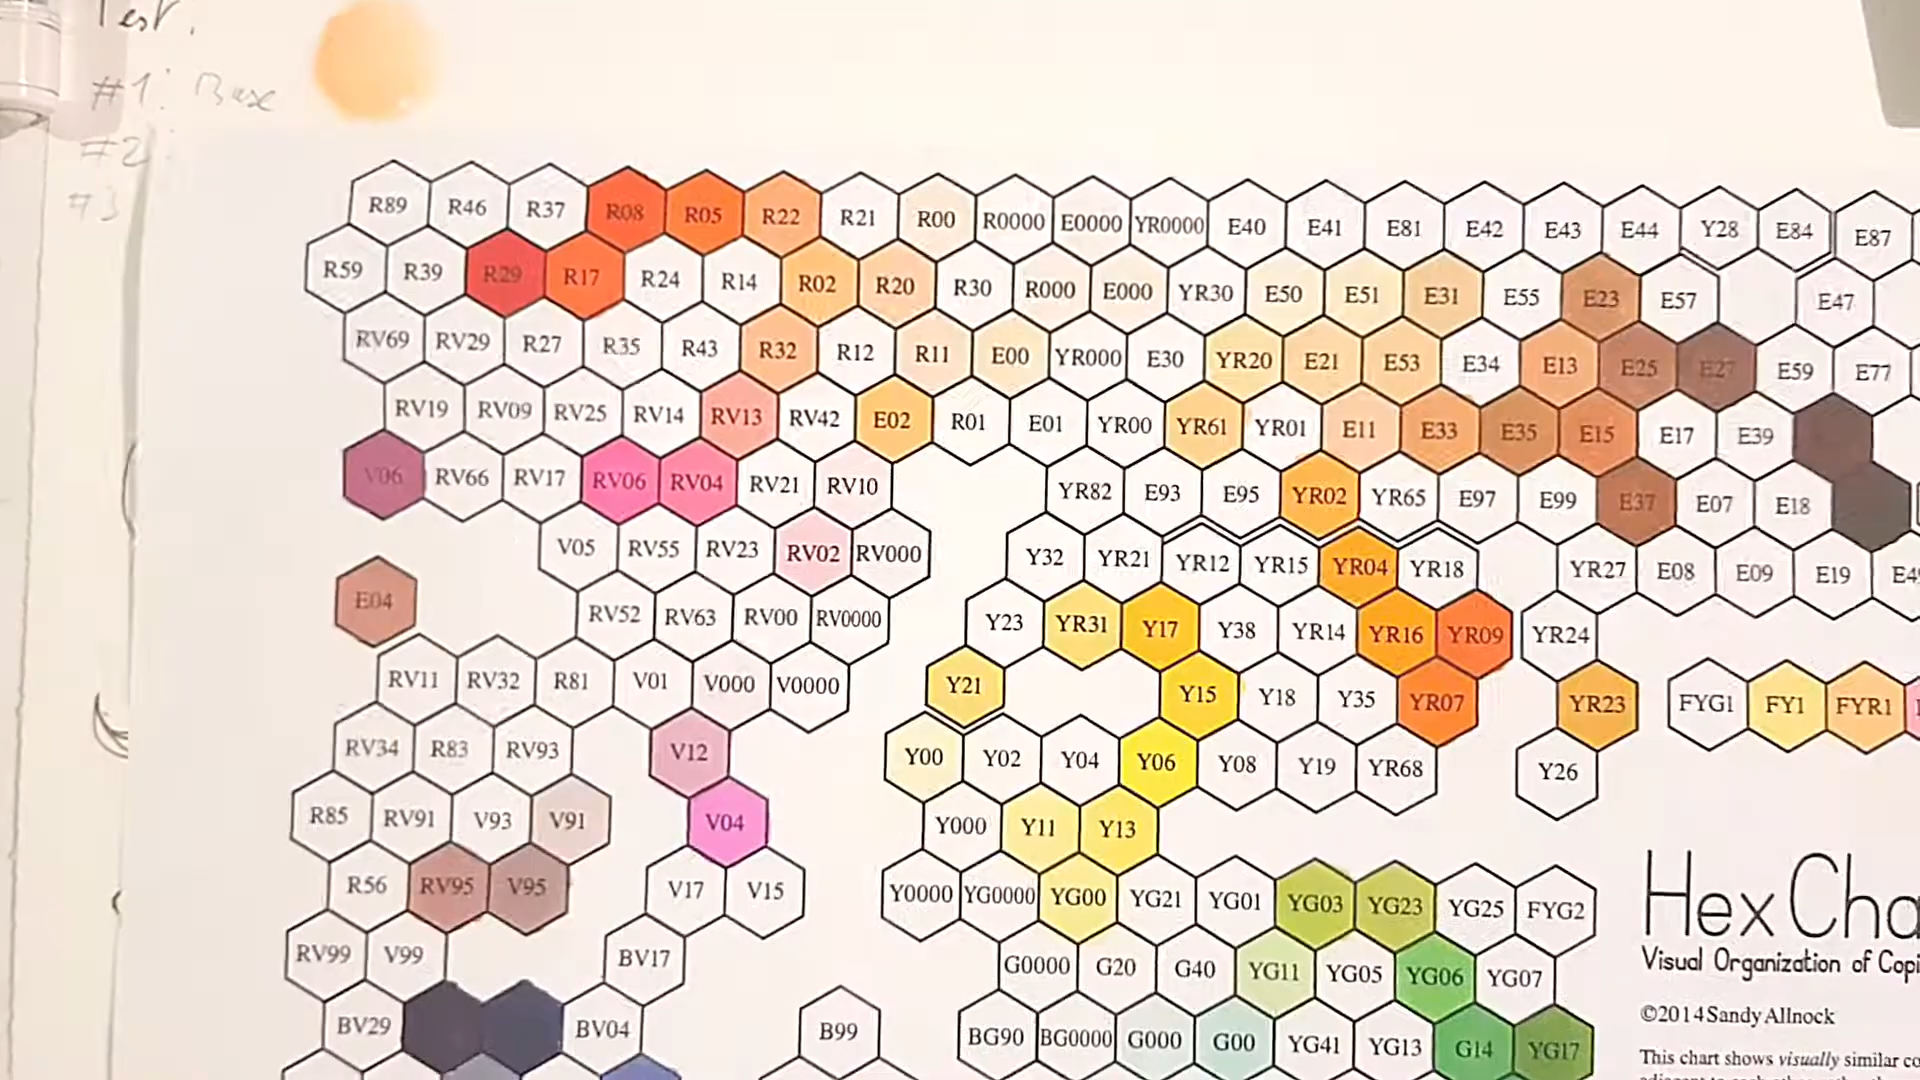 Test.
#1: Base
#2:
#3
R89 R46 R37 R08 R05 R22 R21 R00 R0000 E0000 YR0000 E40 E41 E81 E42 E43 E44 Y28 E84 E87
R59 R39 R29 R17 R24 R14 R02 R20 R30 R000 E000 YR30 E50 E51 E31 E55 E23 E57 E47
RV69 RV29 R27 R35 R43 R32 R12 R11 E00 YR000 E30 YR20 E21 E53 E34 E13 E25 E27 E59 E77
RV19 RV09 RV25 RV14 RV13 RV42 E02 R01 E01 YR00 YR61 YR01 E11 E33 E35 E15 E17 E39
V06 RV66 RV17 RV06 RV04 RV21 RV10 YR82 E93 E95 YR02 YR65 E97 E99 E37 E07 E18
V05 RV55 RV23 RV02 RV000 Y32 YR21 YR12 YR15 YR04 YR18 YR27 E08 E09 E19
E04 RV52 RV63 RV00 RV0000 Y23 YR31 Y17 Y38 YR14 YR16 YR09 YR24
RV11 RV32 R81 V01 V000 V0000 Y21 Y15 Y18 Y35 YR07 YR23 FYG1 FY1 FYR1
RV34 R83 RV93 V12 Y00 Y02 Y04 Y06 Y08 Y19 YR68 Y26
R85 RV91 V93 V91 V04 Y000 Y11 Y13
R56 RV95 V95 V17 V15 Y0000 YG0000 YG00 YG21 YG01 YG03 YG23 YG25 FYG2
RV99 V99 BV17 G0000 G20 G40 YG11 YG05 YG06 YG07
BV29 BV04 B99 BG90 BG0000 G000 G00 YG41 YG13 G14 YG17
Hex Cha
Visual Organization of Copi
©2014 Sandy Allnock
This chart shows visually similar co